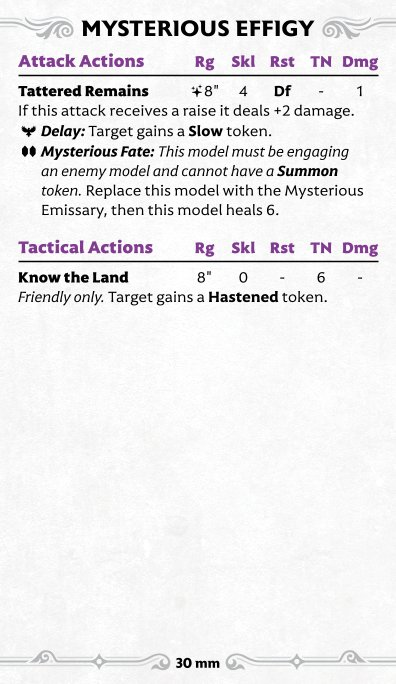 MYSTERIOUS EFFIGY
Attack Actions Rg Skl Rst TN Dmg
Tattered Remains 8" 4 Df - 1
If this attack receives a raise it deals +2 damage.
Delay: Target gains a Slow token.
Mysterious Fate: This model must be engaging
an enemy model and cannot have a Summon
token. Replace this model with the Mysterious
Emissary, then this model heals 6.
Tactical Actions Rg Skl Rst TN Dmg
Know the Land 8" 0 - 6 -
Friendly only. Target gains a Hastened token.
30 mm